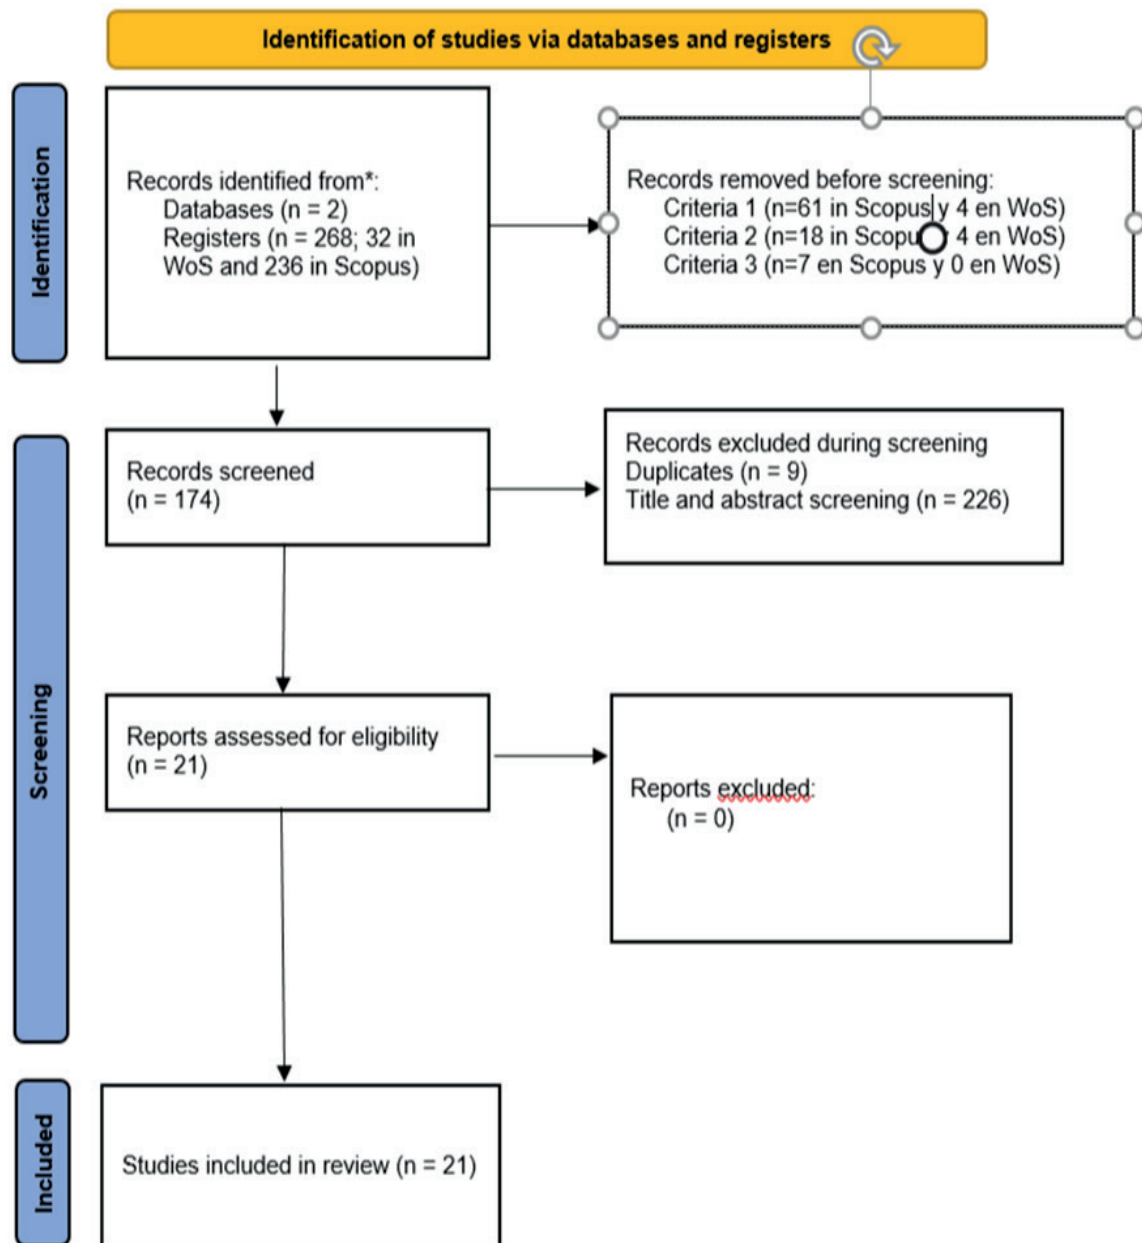 Identification of studies via databases and registers
Identification
Records identified from*:
Databases (n = 2)
Registers (n = 268; 32 in
WoS and 236 in Scopus)
Records removed before screening:
Criteria 1 (n=61 in Scopus y 4 en WoS)
Criteria 2 (n=18 in 4 en WoS)
Criteria 3 (n=7 en Scopus y 0 en WoS)
Screening
Records screened
(n = 174)
Records excluded during screening
Duplicates (n = 9)
Title and abstract screening (n = 226)
Reports assessed for eligibility
(n = 21)
Reports excluded:
(n = 0)
Included
Studies included in review (n = 21)